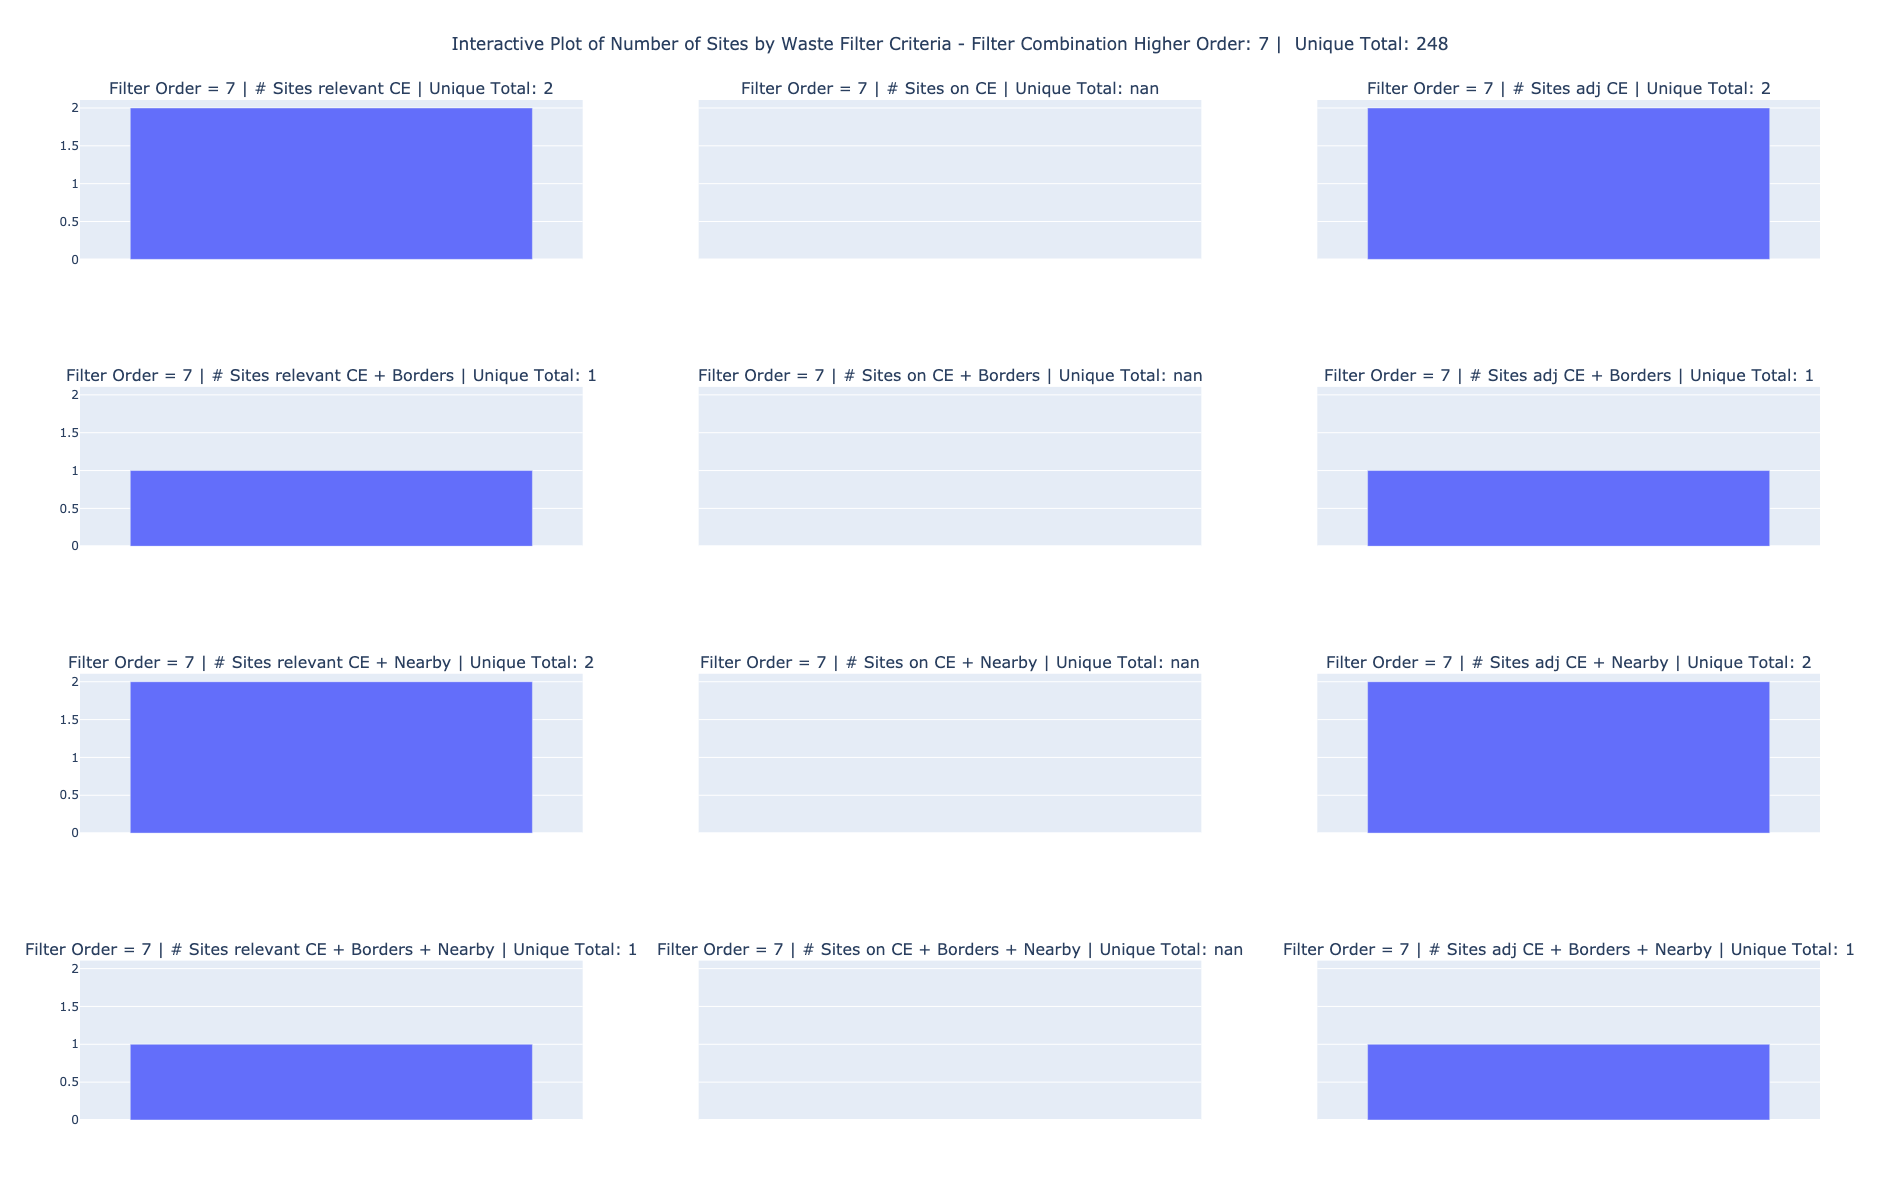 Interactive Plot of Number of Sites by Waste Filter Criteria - Filter Combination Higher Order: 7 |  Unique Total: 248
Filter Order = 7 | # Sites relevant CE | Unique Total: 2
Filter Order = 7 | # Sites on CE | Unique Total: nan
Filter Order = 7 | # Sites adj CE | Unique Total: 2
2
1.5
1
0.5
0
Filter Order = 7 | # Sites relevant CE + Borders | Unique Total: 1
Filter Order = 7 | # Sites on CE + Borders | Unique Total: nan
Filter Order = 7 | # Sites adj CE + Borders | Unique Total: 1
2
1.5
1
0.5
0
Filter Order = 7 | # Sites relevant CE + Nearby | Unique Total: 2
Filter Order = 7 | # Sites on CE + Nearby | Unique Total: nan
Filter Order = 7 | # Sites adj CE + Nearby | Unique Total: 2
2
1.5
1
0.5
0
Filter Order = 7 | # Sites relevant CE + Borders + Nearby | Unique Total: 1
Filter Order = 7 | # Sites on CE + Borders + Nearby | Unique Total: nan
Filter Order = 7 | # Sites adj CE + Borders + Nearby | Unique Total: 1
2
1.5
1
0.5
0